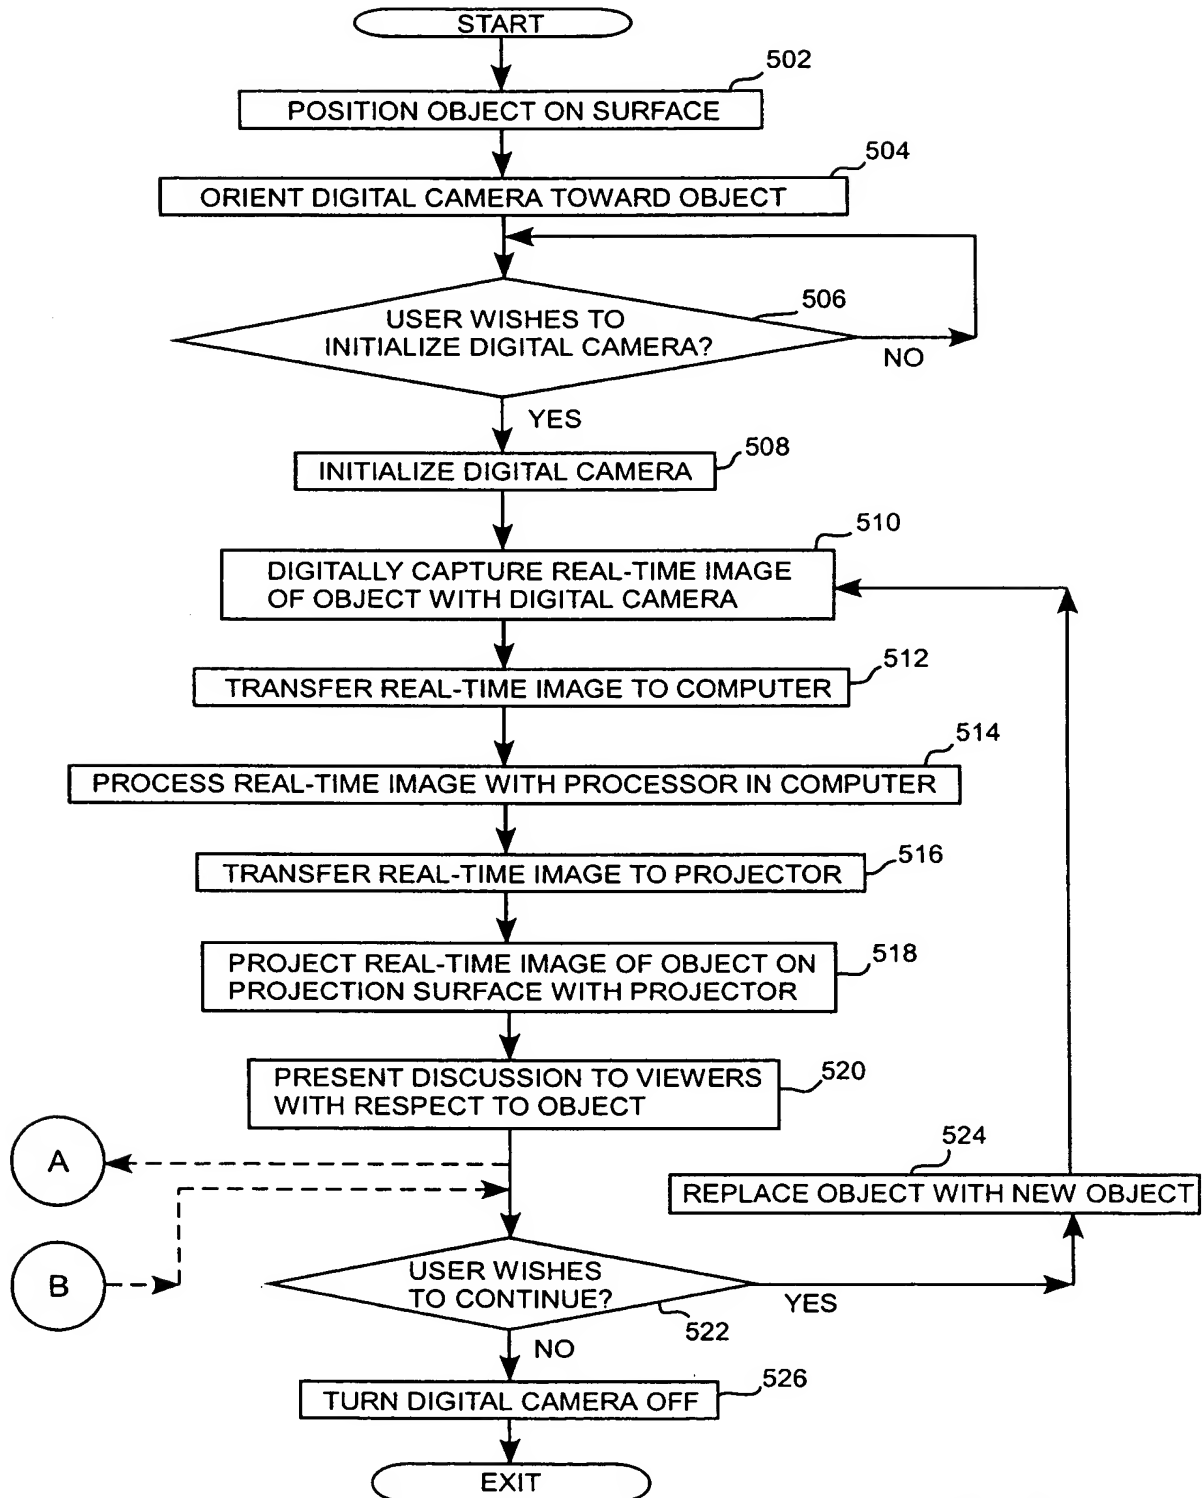 START
502
POSITION OBJECT ON SURFACE
504
ORIENT DIGITAL CAMERA TOWARD OBJECT
506
USER WISHES TO
INITIALIZE DIGITAL CAMERA?
NO
YES
508
INITIALIZE DIGITAL CAMERA
510
DIGITALLY CAPTURE REAL-TIME IMAGE
OF OBJECT WITH DIGITAL CAMERA
512
TRANSFER REAL-TIME IMAGE TO COMPUTER
514
PROCESS REAL-TIME IMAGE WITH PROCESSOR IN COMPUTER
516
TRANSFER REAL-TIME IMAGE TO PROJECTOR
518
PROJECT REAL-TIME IMAGE OF OBJECT ON
PROJECTION SURFACE WITH PROJECTOR
520
PRESENT DISCUSSION TO VIEWERS
WITH RESPECT TO OBJECT
A
524
REPLACE OBJECT WITH NEW OBJECT
B
USER WISHES
TO CONTINUE?
YES
522
NO
526
TURN DIGITAL CAMERA OFF
EXIT